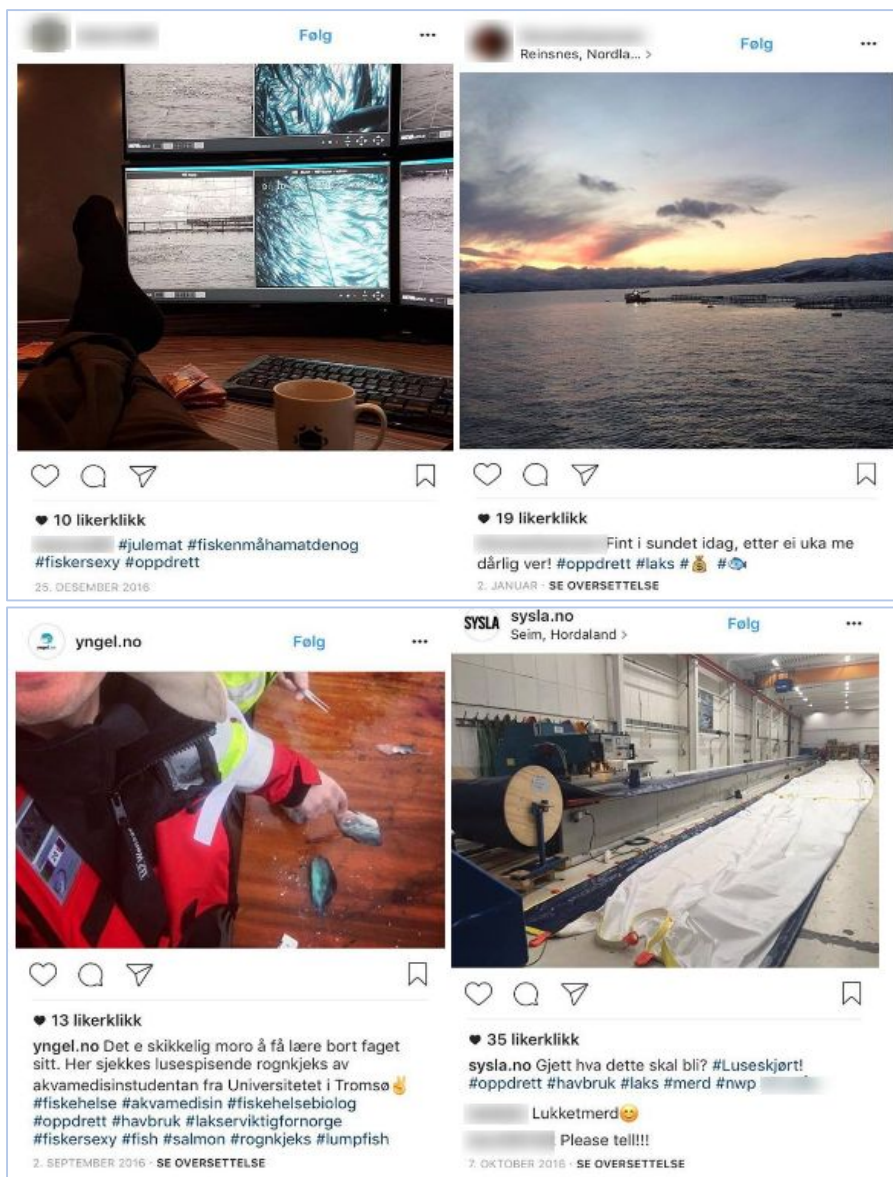 Følg
10 likerklikk
#julemat #fiskenmåhamatdenog
#fiskersexy #oppdrett
25. DESEMBER 2016
Reinsnes, Nordla... >
Følg
19 likerklikk
Fint i sundet idag, etter ei uka me
dårlig ver! #oppdrett #laks #💰 #🐟
2. JANUAR · SE OVERSETTELSE
yngel.no
Følg
13 likerklikk
yngel.no Det e skikkelig moro å få lære bort faget
sitt. Her sjekkes lusespisende rognkjeks av
akvamedisinstudentan fra Universitetet i Tromsø✌️
#fiskehelse #akvamedisin #fiskehelsebiolog
#oppdrett #havbruk #lakserviktigfornorge
#fiskersexy #fish #salmon #rognkjeks #lumpfish
2. SEPTEMBER 2016 · SE OVERSETTELSE
SYSLA
sysla.no
Seim, Hordaland >
Følg
35 likerklikk
sysla.no Gjett hva dette skal bli? #Luseskjørt!
#oppdrett #havbruk #laks #merd #nwp
Lukketmerd😊
Please tell!!!
7. OKTOBER 2016 · SE OVERSETTELSE